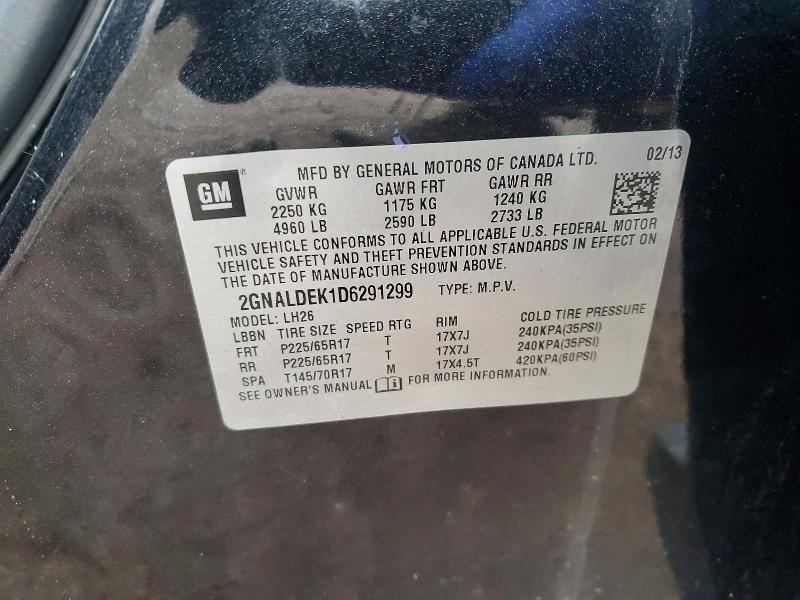 GM® MFD BY GENERAL MOTORS OF CANADA LTD. 02/13
GVWR GAWR FRT GAWR RR
2250 KG 1175 KG 1240 KG
4960 LB 2590 LB 2733 LB
THIS VEHICLE CONFORMS TO ALL APPLICABLE U.S. FEDERAL MOTOR
VEHICLE SAFETY AND THEFT PREVENTION STANDARDS IN EFFECT ON
THE DATE OF MANUFACTURE SHOWN ABOVE.
2GNALDEK1D6291299 TYPE: M.P.V.
MODEL: LH26
LBBN TIRE SIZE SPEED RTG RIM COLD TIRE PRESSURE
FRT P225/65R17 T 17X7J 240KPA(35PSI)
RR P225/65R17 T 17X7J 240KPA(35PSI)
SPA T145/70R17 M 17X4.5T 420KPA(60PSI)
SEE OWNER'S MANUAL i FOR MORE INFORMATION.